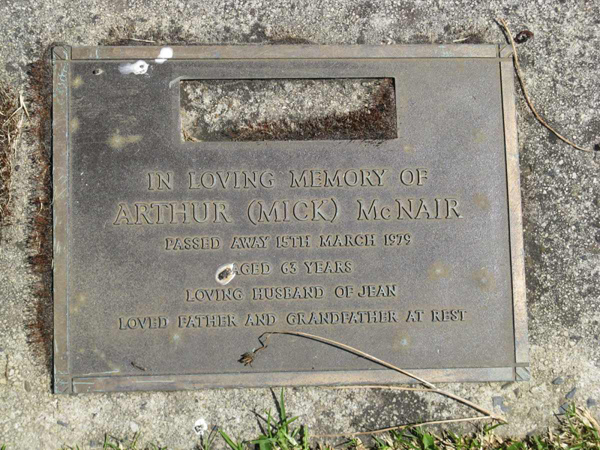 IN LOVING MEMORY OF
ARTHUR (MICK) McNAIR
PASSED AWAY 15TH MARCH 1979
AGED 63 YEARS
LOVING HUSBAND OF JEAN
LOVED FATHER AND GRANDFATHER AT REST